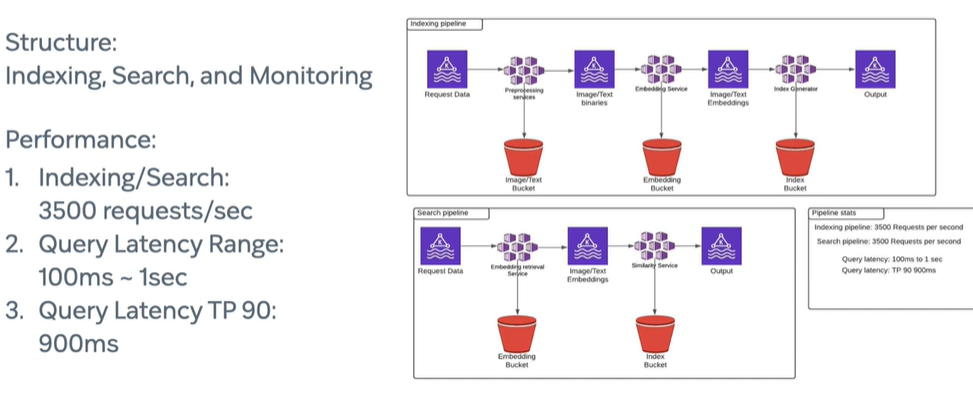 Structure:
Indexing, Search, and Monitoring
Performance:
1. Indexing/Search:
3500 requests/sec
2. Query Latency Range:
100ms ~ 1sec
3. Query Latency TP 90:
900ms
Indexing pipeline
Request Data
Preprocessing
services
Image/Text
binaries
Embedding Service
Image/Text
Embeddings
Index Generator
Output
Image/Text
Bucket
Embedding
Bucket
Index
Bucket
Search pipeline
Request Data
Embedding retrieval
Service
Image/Text
Embeddings
Similarity Service
Output
Embedding
Bucket
Index
Bucket
Pipeline stats
Indexing pipeline: 3500 Requests per second
Search pipeline: 3500 Requests per second
Query latency: 100ms to 1 sec
Query latency: TP 90 900ms